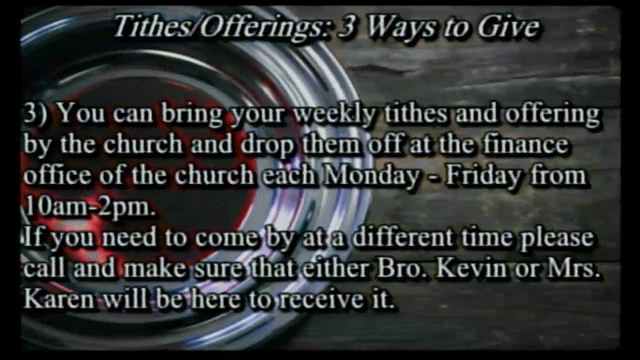 Tithes/Offerings: 3 Ways to Give
3) You can bring your weekly tithes and offering
by the church and drop them off at the finance
office of the church each Monday - Friday from
10am-2pm.
If you need to come by at a different time please
call and make sure that either Bro. Kevin or Mrs.
Karen will be here to receive it.